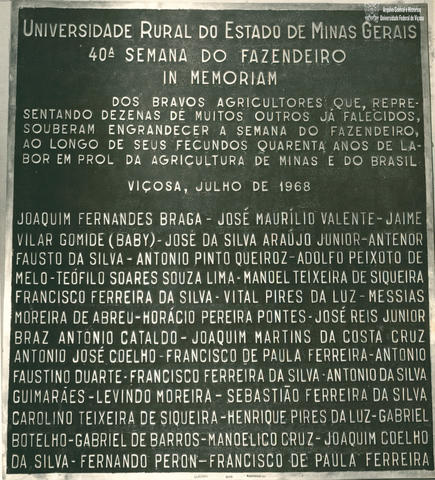 Arquivo Central e Histórico
Universidade Federal de Viçosa
UNIVERSIDADE RURAL DO ESTADO DE MINAS GERAIS
40ª SEMANA DO FAZENDEIRO
IN MEMORIAM
DOS BRAVOS AGRICULTORES QUE, REPRE-
SENTANDO DEZENAS DE MUITOS OUTROS JÁ FALECIDOS,
SOUBERAM ENGRANDECER A SEMANA DO FAZENDEIRO,
AO LONGO DE SEUS FECUNDOS QUARENTA ANOS DE LA-
BOR EM PROL DA AGRICULTURA DE MINAS E DO BRASIL
VIÇOSA, JULHO DE 1968
JOAQUIM FERNANDES BRAGA - JOSÉ MAURÍLIO VALENTE - JAIME
VILAR GOMIDE (BABY) - JOSÉ DA SILVA ARAÚJO JUNIOR - ANTENOR
FAUSTO DA SILVA - ANTONIO PINTO QUEIROZ - ADOLFO PEIXOTO DE
MELO - TEÓFILO SOARES SOUZA LIMA - MANOEL TEIXEIRA DE SIQUEIRA
FRANCISCO FERREIRA DA SILVA - VITAL PIRES DA LUZ - MESSIAS
MOREIRA DE ABREU - HORÁCIO PEREIRA PONTES - JOSÉ REIS JUNIOR
BRAZ ANTONIO CATALDO - JOAQUIM MARTINS DA COSTA CRUZ
ANTONIO JOSÉ COELHO - FRANCISCO DE PAULA FERREIRA - ANTONIO
FAUSTINO DUARTE - FRANCISCO FERREIRA DA SILVA - ANTONIO DA SILVA
GUIMARÃES - LEVINDO MOREIRA - SEBASTIÃO FERREIRA DA SILVA
CAROLINO TEIXEIRA DE SIQUEIRA - HENRIQUE PIRES DA LUZ - GABRIEL
BOTELHO - GABRIEL DE BARROS - MANOELICO CRUZ - JOAQUIM COELHO
DA SILVA - FERNANDO PERON - FRANCISCO DE PAULA FERREIRA